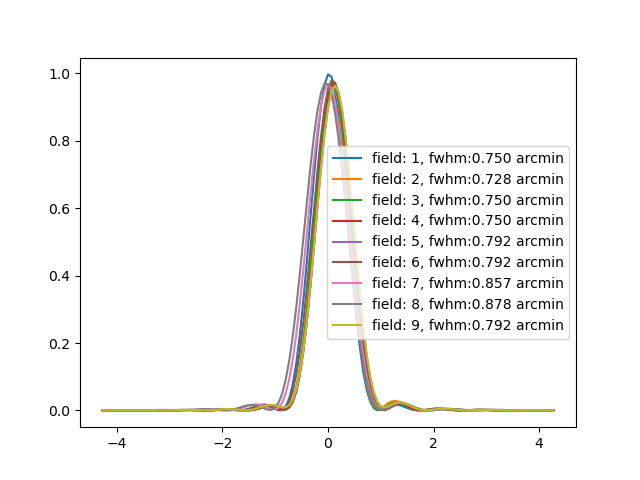 1.0
0.8
0.6
0.4
0.2
0.0
−4
−2
0
2
4
field: 1, fwhm:0.750 arcmin
field: 2, fwhm:0.728 arcmin
field: 3, fwhm:0.750 arcmin
field: 4, fwhm:0.750 arcmin
field: 5, fwhm:0.792 arcmin
field: 6, fwhm:0.792 arcmin
field: 7, fwhm:0.857 arcmin
field: 8, fwhm:0.878 arcmin
field: 9, fwhm:0.792 arcmin